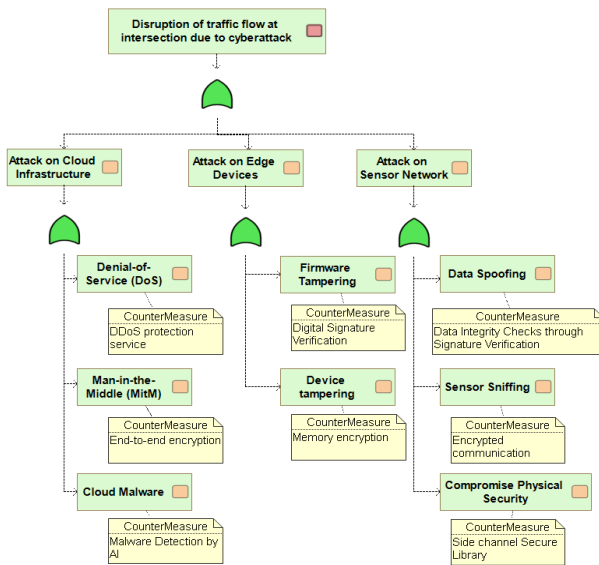 Disruption of traffic flow at
intersection due to cyberattack
Attack on Cloud
Infrastructure
Attack on Edge
Devices
Attack on
Sensor Network
Denial-of-
Service (DoS)
CounterMeasure
DDoS protection
service
Man-in-the-
Middle (MitM)
CounterMeasure
End-to-end encryption
Cloud Malware
CounterMeasure
Malware Detection by
AI
Firmware
Tampering
CounterMeasure
Digital Signature
Verification
Device
tampering
CounterMeasure
Memory encryption
Data Spoofing
CounterMeasure
Data Integrity Checks through
Signature Verification
Sensor Sniffing
CounterMeasure
Encrypted
communication
Compromise Physical
Security
CounterMeasure
Side channel Secure
Library